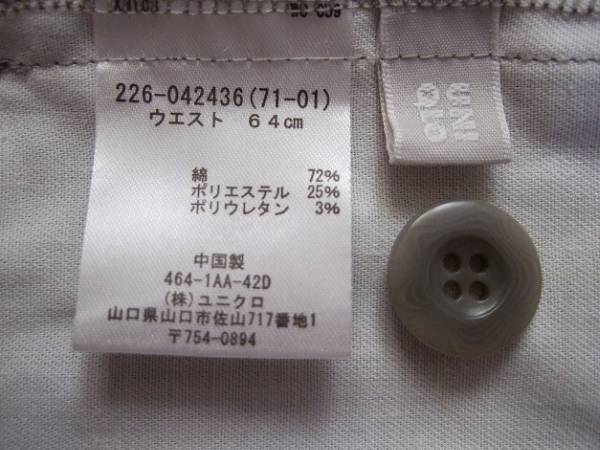 226-042436(71-01)
ウエスト 64cm
綿 72%
ポリエステル 25%
ポリウレタン 3%
中国製
464-1AA-42D
(株)ユニクロ
山口県山口市佐山717番地1
〒754-0894